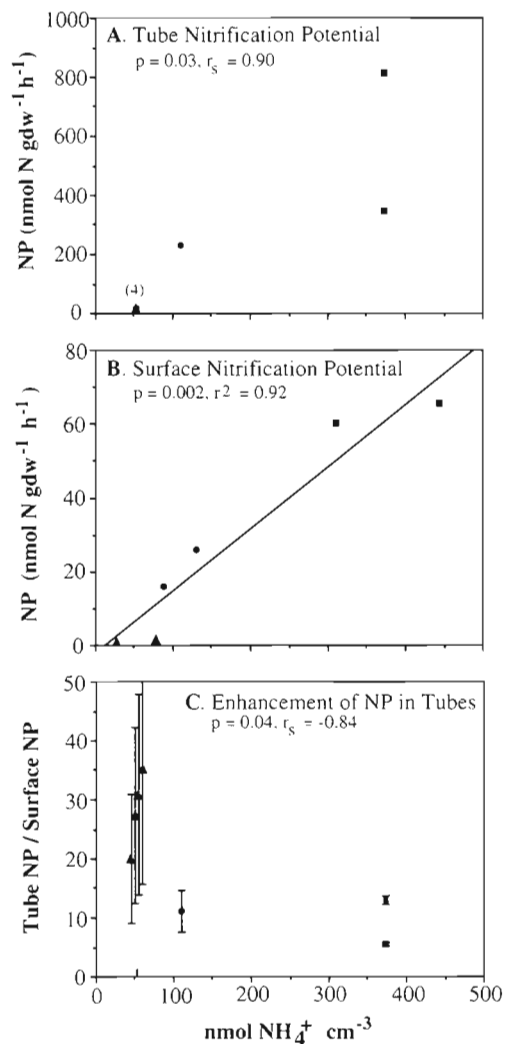 A. Tube Nitrification Potential
p = 0.03, r_s = 0.90
NP (nmol N gdw⁻¹ h⁻¹)
1000
800
600
400
200
0
(4)
B. Surface Nitrification Potential
p = 0.002, r² = 0.92
NP (nmol N gdw⁻¹ h⁻¹)
80
60
40
20
0
C. Enhancement of NP in Tubes
p = 0.04, r_s = -0.84
Tube NP / Surface NP
50
40
30
20
10
0
0 100 200 300 400 500
nmol NH₄⁺ cm⁻³